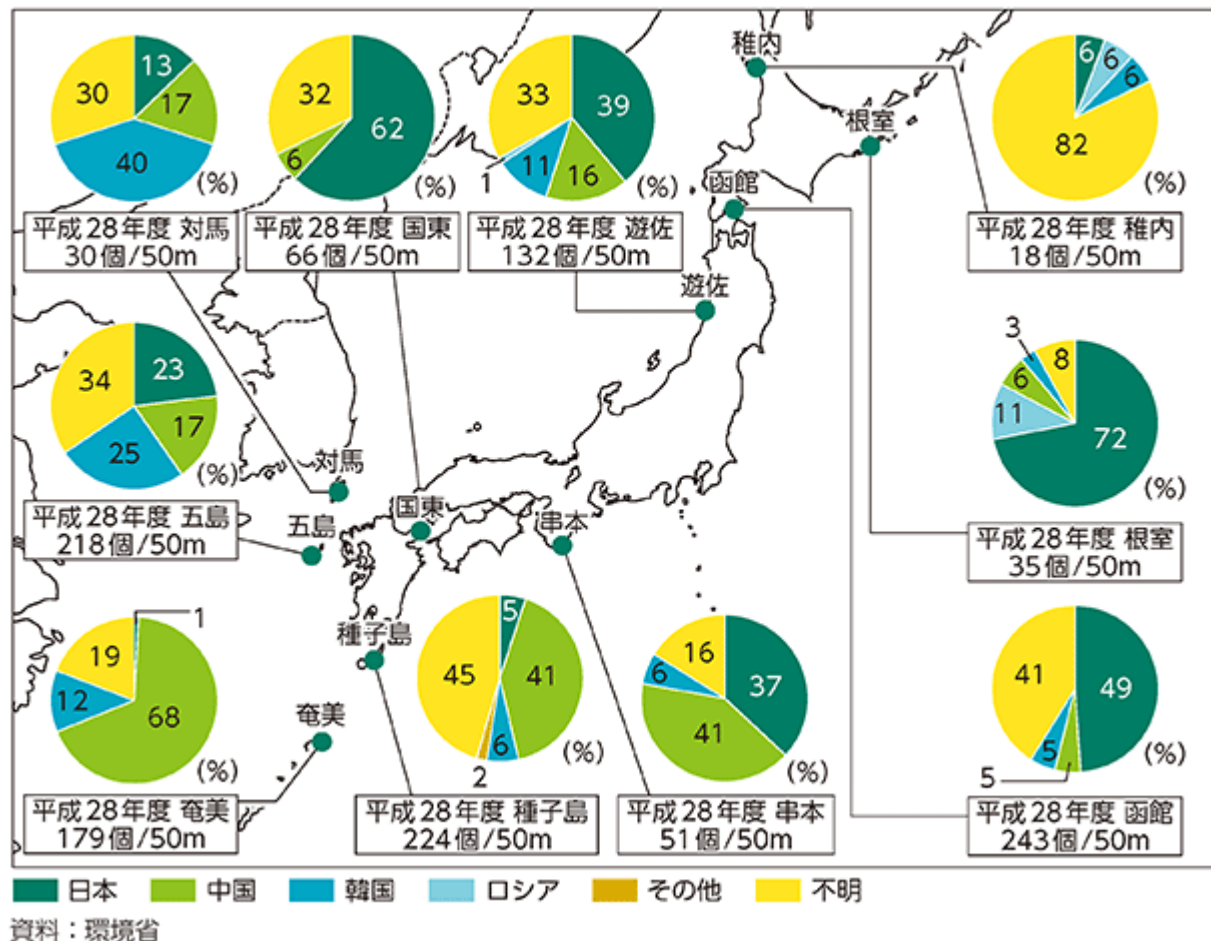 13
17
40
30
(%)
平成28年度 対馬
30個/50m
62
6
32
(%)
平成28年度 国東
66個/50m
39
16
11
1
33
(%)
平成28年度 遊佐
132個/50m
6
6
6
82
(%)
平成28年度 稚内
18個/50m
稚内
根室
函館
遊佐
23
17
25
34
(%)
平成28年度 五島
218個/50m
72
11
6
3
8
(%)
平成28年度 根室
35個/50m
対馬
五島
国東
串本
種子島
奄美
1
68
12
19
(%)
平成28年度 奄美
179個/50m
5
41
6
2
45
(%)
平成28年度 種子島
224個/50m
37
41
6
16
(%)
平成28年度 串本
51個/50m
49
5
5
41
(%)
平成28年度 函館
243個/50m
日本 中国 韓国 ロシア その他 不明
資料：環境省